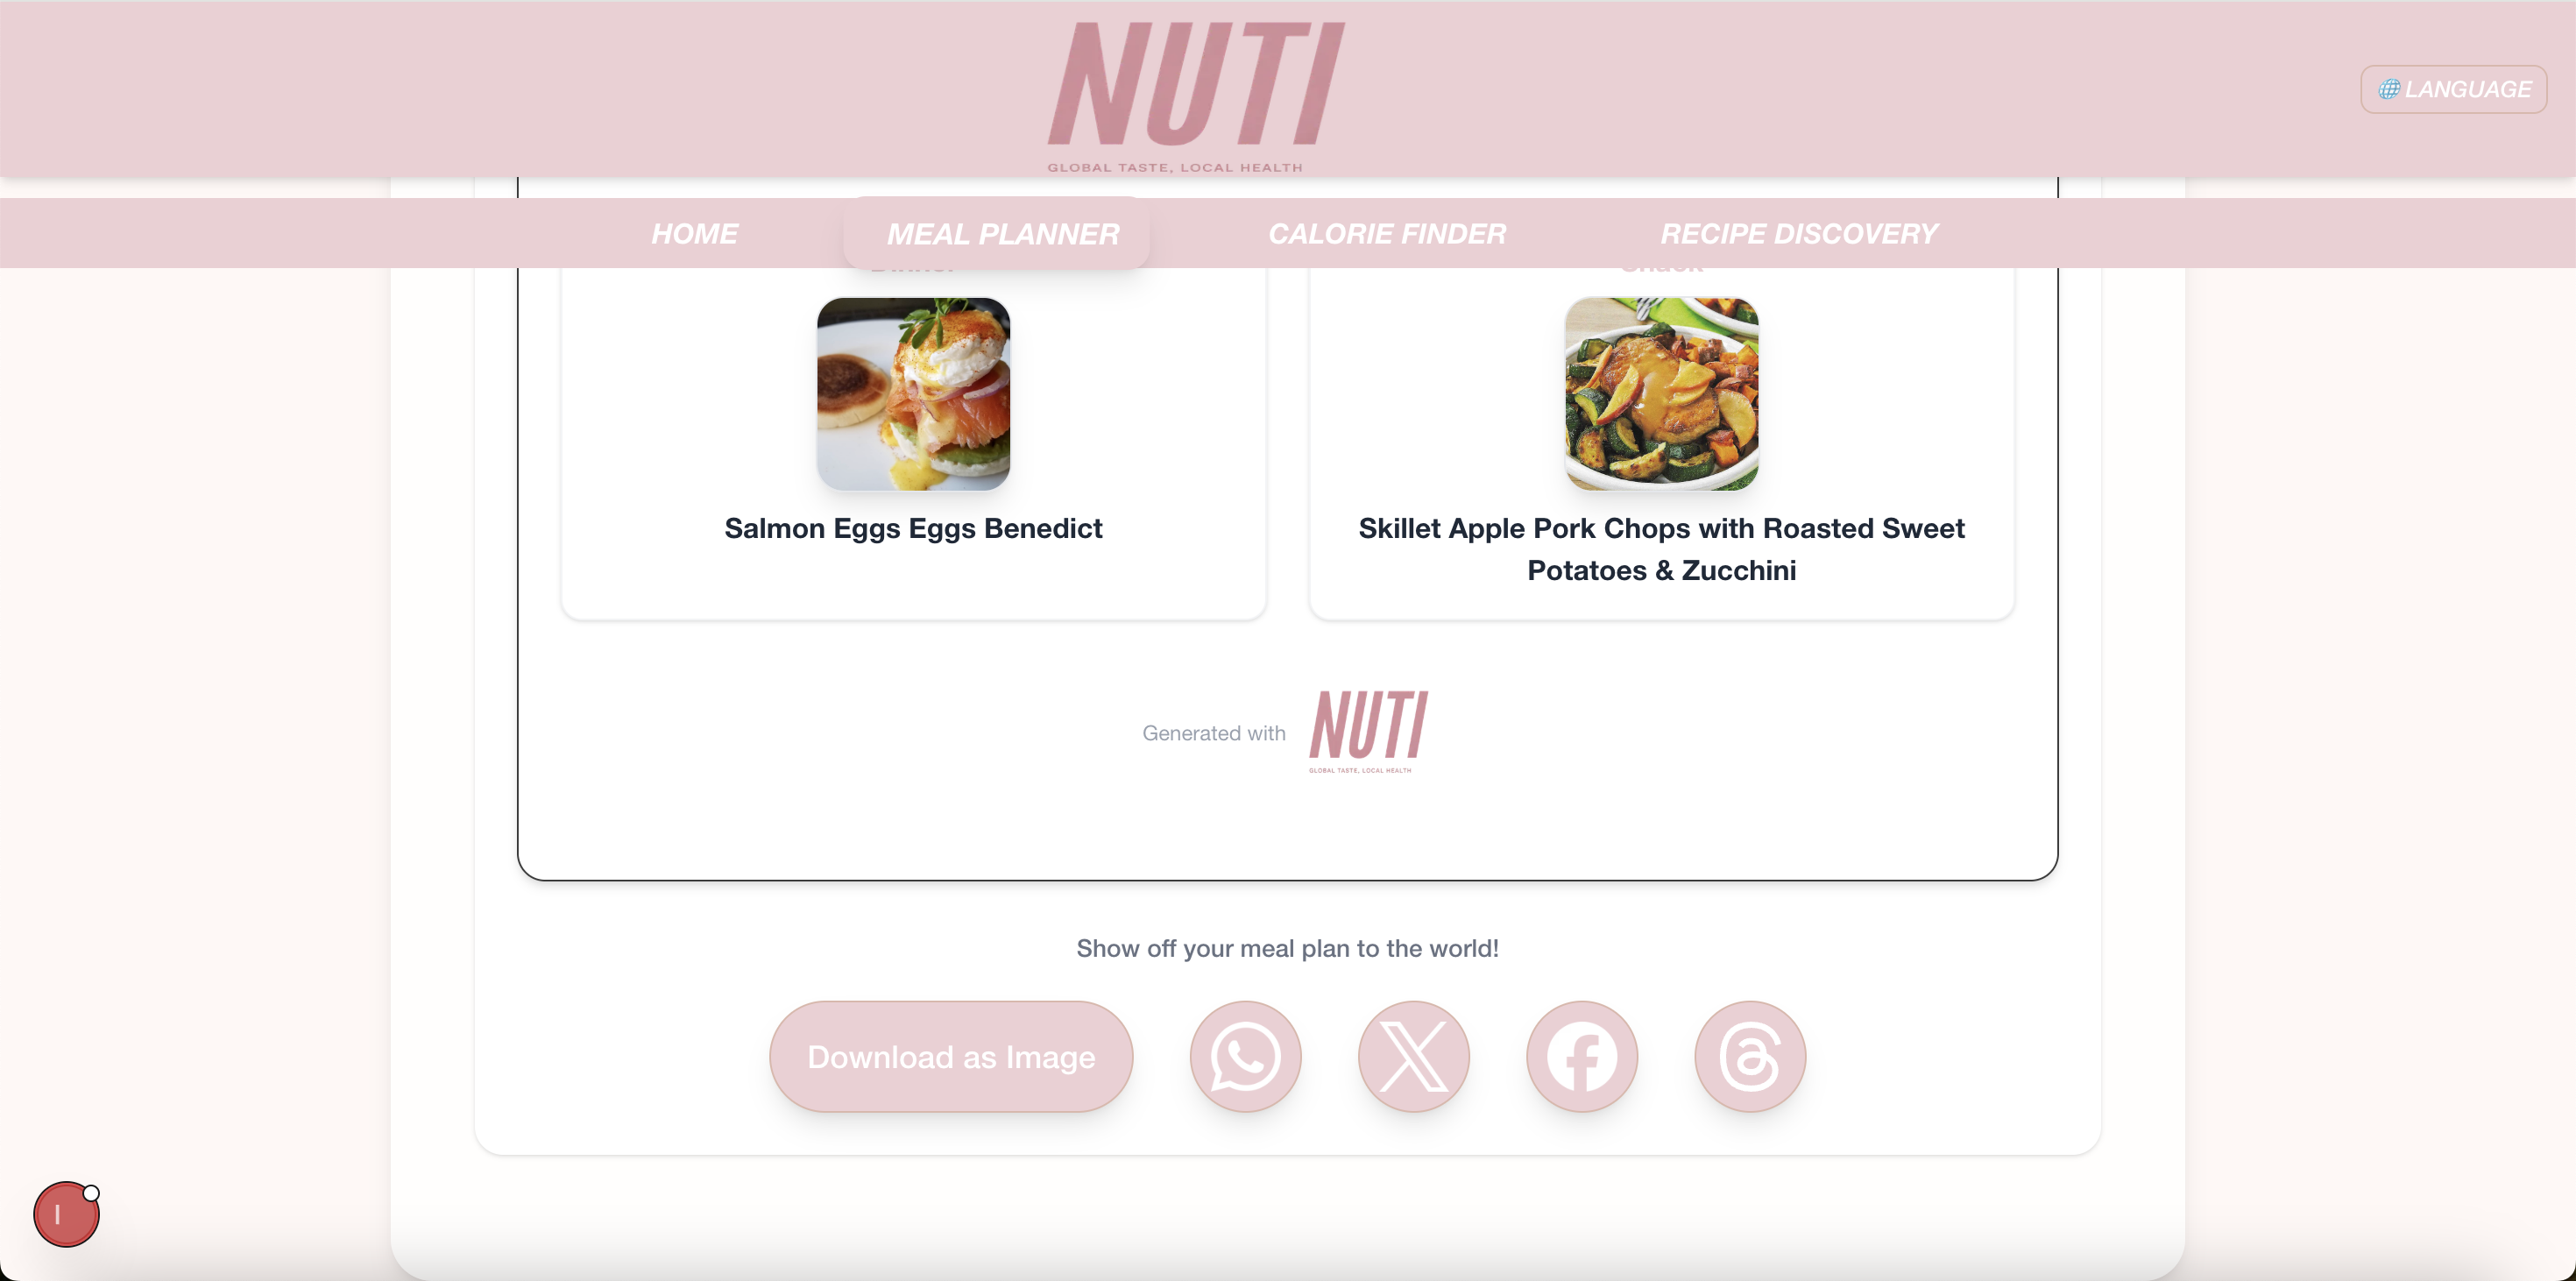 NUTI
GLOBAL TASTE, LOCAL HEALTH
🌐 LANGUAGE
HOME
MEAL PLANNER
CALORIE FINDER
RECIPE DISCOVERY
Dinner
Snack
Salmon Eggs Eggs Benedict
Skillet Apple Pork Chops with Roasted Sweet
Potatoes & Zucchini
Generated with
NUTI
GLOBAL TASTE, LOCAL HEALTH
Show off your meal plan to the world!
Download as Image